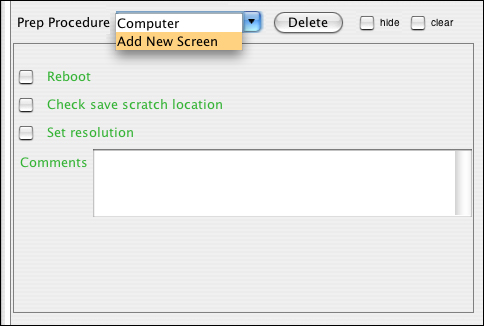 Prep Procedure Computer Delete hide clear
Add New Screen
Reboot
Check save scratch location
Set resolution
Comments